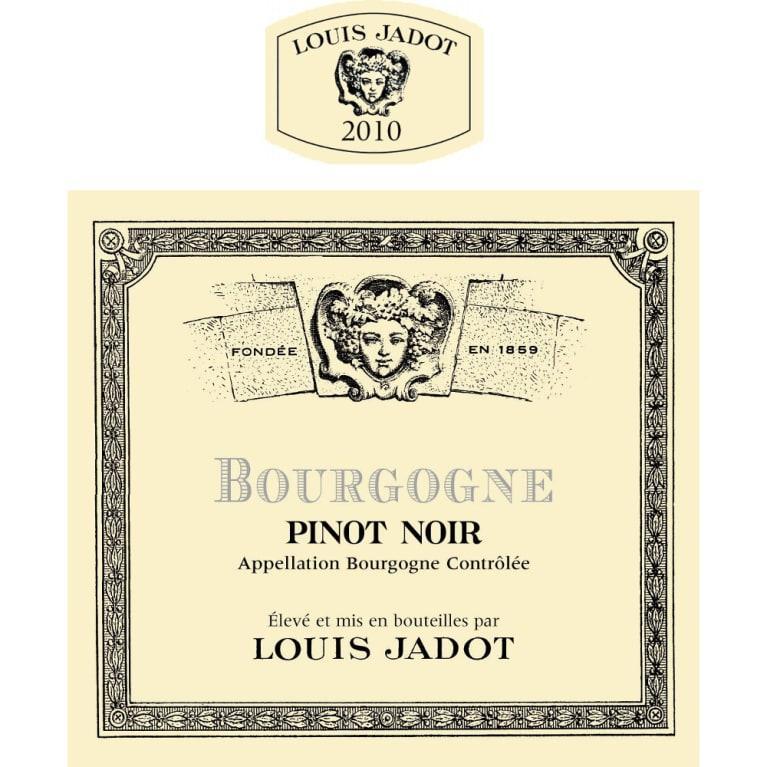 LOUIS JADOT
2010
FONDÉE EN 1859
BOURGOGNE
PINOT NOIR
Appellation Bourgogne Contrôlée
Élevé et mis en bouteilles par
LOUIS JADOT